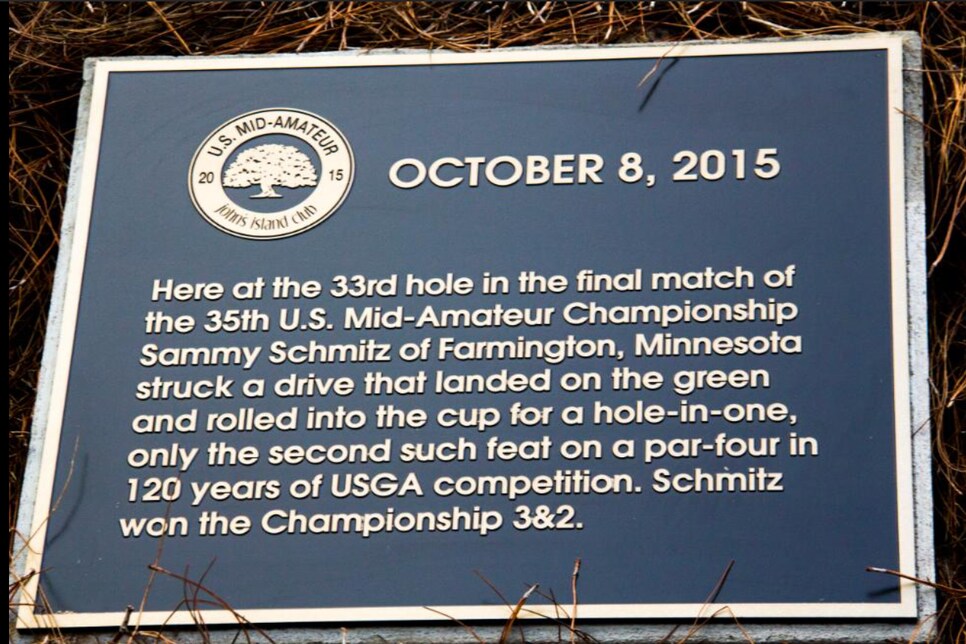 U.S. MID-AMATEUR
20 15
John's Island Club
OCTOBER 8, 2015
Here at the 33rd hole in the final match of
the 35th U.S. Mid-Amateur Championship
Sammy Schmitz of Farmington, Minnesota
struck a drive that landed on the green
and rolled into the cup for a hole-in-one,
only the second such feat on a par-four in
120 years of USGA competition. Schmitz
won the Championship 3&2.